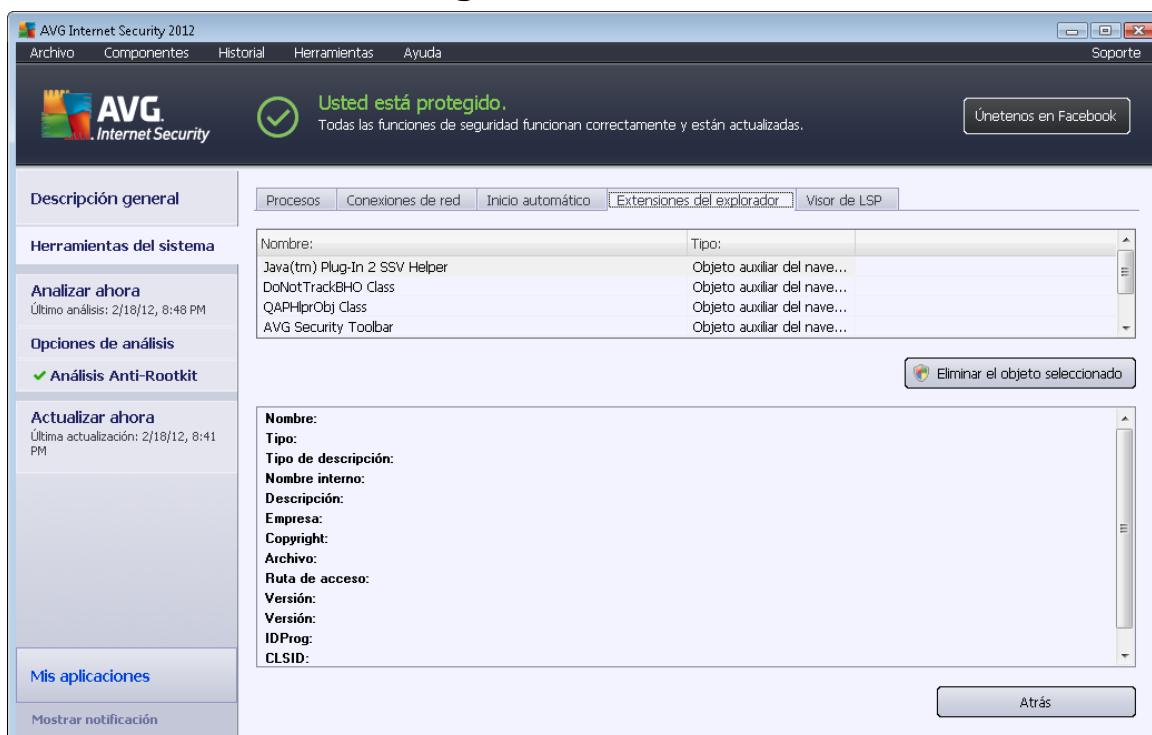 AVG Internet Security 2012
Archivo Componentes Historial Herramientas Ayuda Soporte
AVG.
Internet Security
Usted está protegido.
Todas las funciones de seguridad funcionan correctamente y están actualizadas.
Únetenos en Facebook
Descripción general
Herramientas del sistema
Analizar ahora
Último análisis: 2/18/12, 8:48 PM
Opciones de análisis
Análisis Anti-Rootkit
Actualizar ahora
Última actualización: 2/18/12, 8:41
PM
Mis aplicaciones
Mostrar notificación
Procesos Conexiones de red Inicio automático Extensiones del explorador Visor de LSP
Nombre: Tipo:
Java(tm) Plug-In 2 SSV Helper Objeto auxiliar del nave...
DoNotTrackBHO Class Objeto auxiliar del nave...
QAPHlprObj Class Objeto auxiliar del nave...
AVG Security Toolbar Objeto auxiliar del nave...
Eliminar el objeto seleccionado
Nombre:
Tipo:
Tipo de descripción:
Nombre interno:
Descripción:
Empresa:
Copyright:
Archivo:
Ruta de acceso:
Versión:
Versión:
IDProg:
CLSID:
Atrás